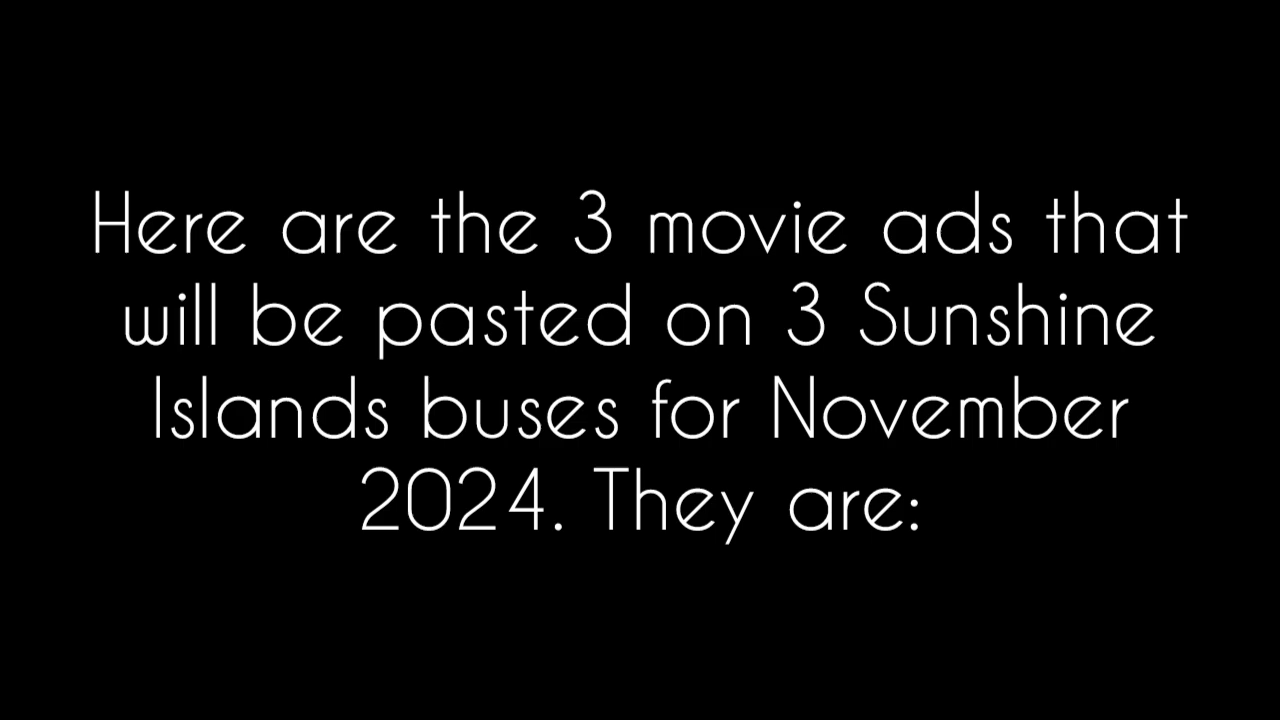 Here are the 3 movie ads that
will be pasted on 3 Sunshine
Islands buses for November
2024. They are: